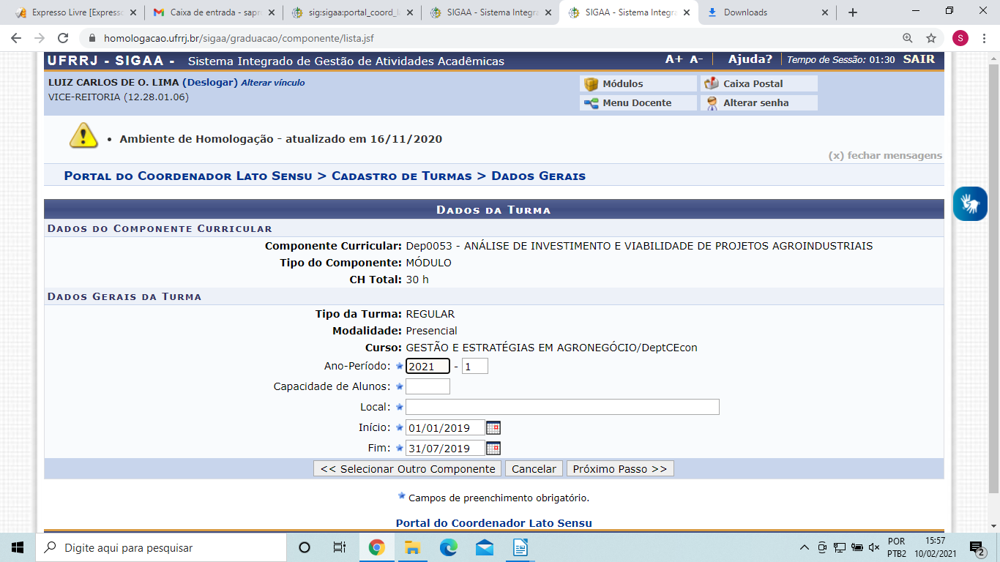 Expresso Livre [Expresso
Caixa de entrada - sapn
sig:sigaa:portal_coord_la
SIGAA - Sistema Integra
SIGAA - Sistema Integra
Downloads
homologacao.ufrrj.br/sigaa/graduacao/componente/lista.jsf
S
UFRRJ - SIGAA - Sistema Integrado de Gestão de Atividades Acadêmicas
A+ A- Ajuda? Tempo de Sessão: 01:30 SAIR
LUIZ CARLOS DE O. LIMA (Deslogar) Alterar vínculo
VICE-REITORIA (12.28.01.06)
Módulos Caixa Postal
Menu Docente Alterar senha
• Ambiente de Homologação - atualizado em 16/11/2020
(x) fechar mensagens
Portal do Coordenador Lato Sensu > Cadastro de Turmas > Dados Gerais
Dados da Turma
Dados do Componente Curricular
Componente Curricular: Dep0053 - ANÁLISE DE INVESTIMENTO E VIABILIDADE DE PROJETOS AGROINDUSTRIAIS
Tipo do Componente: MÓDULO
CH Total: 30 h
Dados Gerais da Turma
Tipo da Turma: REGULAR
Modalidade: Presencial
Curso: GESTÃO E ESTRATÉGIAS EM AGRONEGÓCIO/DeptCEcon
Ano-Período: 2021 - 1
Capacidade de Alunos:
Local:
Início: 01/01/2019
Fim: 31/07/2019
<< Selecionar Outro Componente Cancelar Próximo Passo >>
Campos de preenchimento obrigatório.
Portal do Coordenador Lato Sensu
Digite aqui para pesquisar
POR 15:57
PTB2 10/02/2021
2